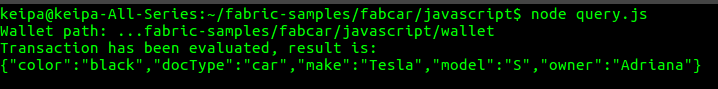 keipa@keipa-All-Series:~/fabric-samples/fabcar/javascript$ node query.js
Wallet path: ...fabric-samples/fabcar/javascript/wallet
Transaction has been evaluated, result is:
{"color":"black","docType":"car","make":"Tesla","model":"S","owner":"Adriana"}